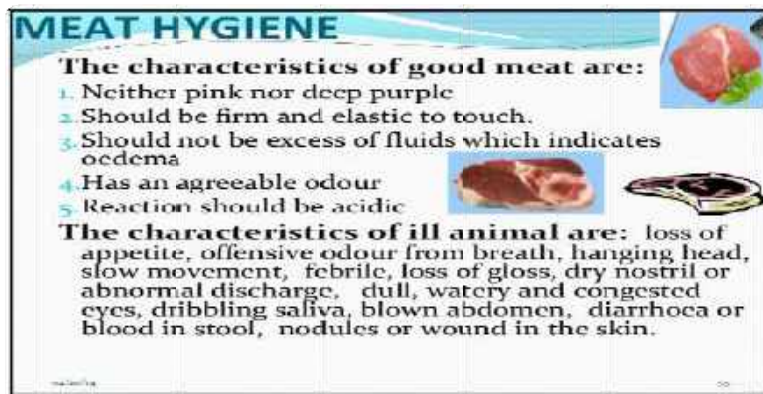 MEAT HYGIENE
The characteristics of good meat are:
1. Neither pink nor deep purple
2. Should be firm and elastic to touch.
3. Should not be excess of fluids which indicates
oedema
4. Has an agreeable odour
5. Reaction should be acidic
The characteristics of ill animal are: loss of
appetite, offensive odour from breath, hanging head,
slow movement, febrile, loss of gloss, dry nostril or
abnormal discharge, dull, watery and congested
eyes, dribbling saliva, blown abdomen, diarrhoea or
blood in stool, nodules or wound in the skin.